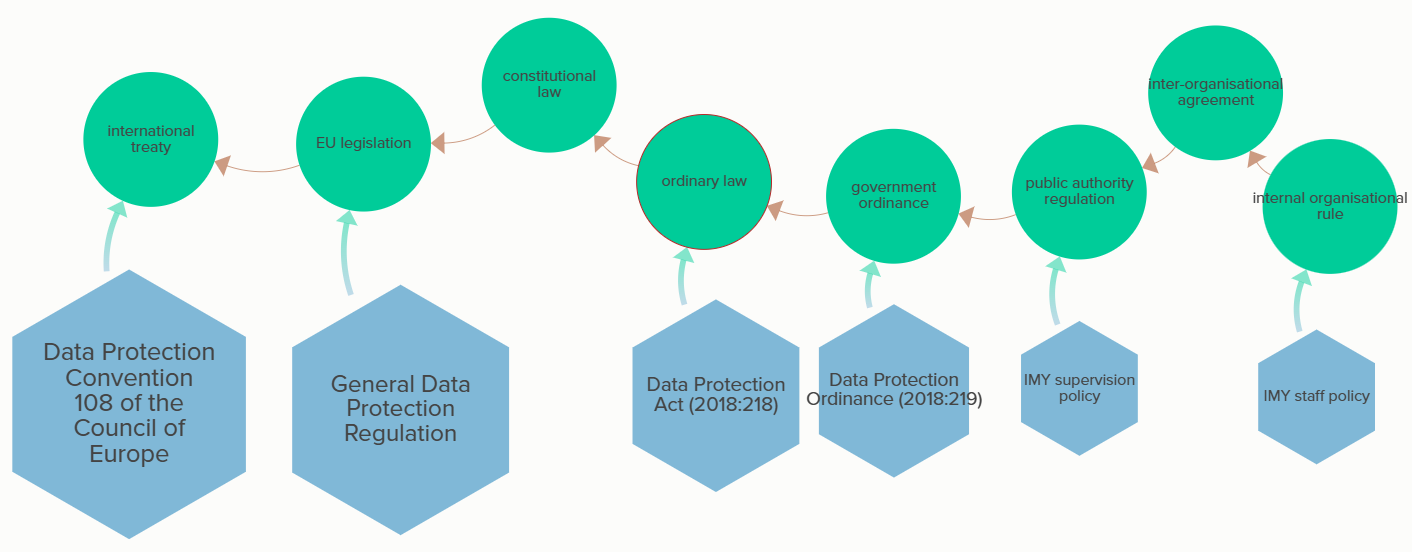 international
treaty
EU legislation
constitutional
law
ordinary law
government
ordinance
public authority
regulation
inter-organisational
agreement
internal organisational
rule
Data Protection
Convention
108 of the
Council of
Europe
General Data
Protection
Regulation
Data Protection
Act (2018:218)
Data Protection
Ordinance (2018:219)
IMY supervision
policy
IMY staff policy